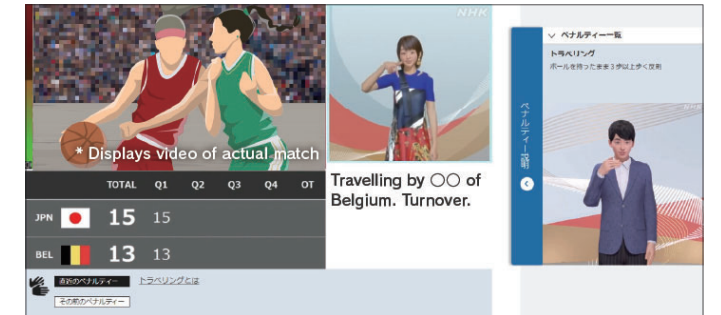 NHK
* Displays video of actual match
TOTAL Q1 Q2 Q3 Q4 OT
JPN 15 15
BEL 13 13
直近のペナルティー トラベリングとは
その前のペナルティー
Travelling by ○○ of
Belgium. Turnover.
ペナルティー説明
ペナルティー一覧
トラベリング
ボールを持ったまま3歩以上歩く反則
NHK